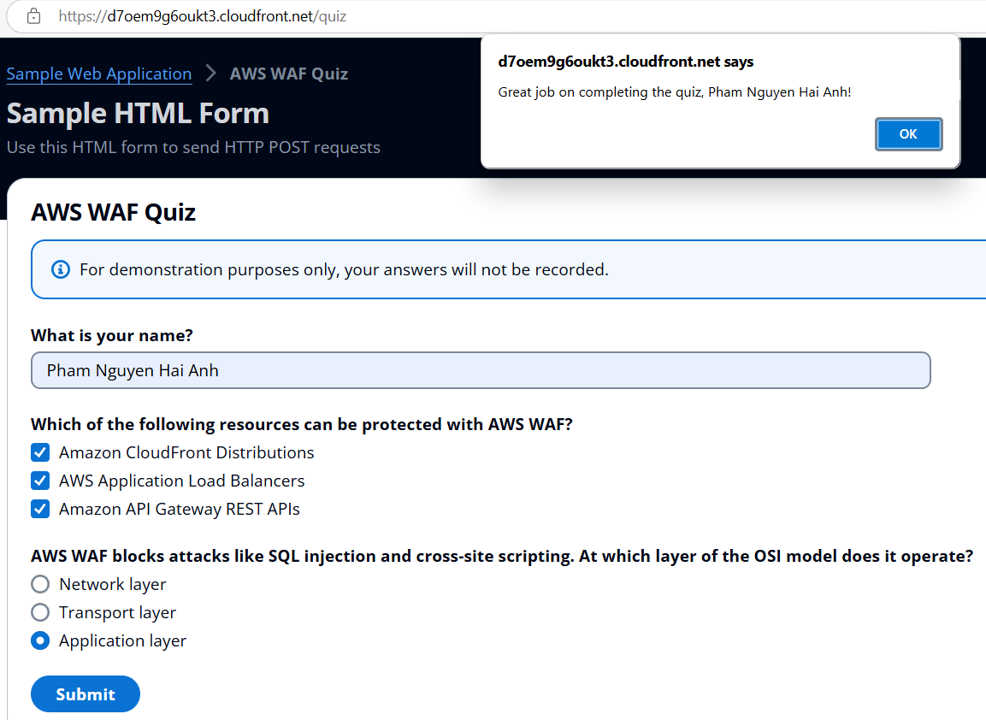 https://d7oem9g6oukt3.cloudfront.net/quiz
d7oem9g6oukt3.cloudfront.net says
Great job on completing the quiz, Pham Nguyen Hai Anh!
OK
Sample Web Application > AWS WAF Quiz
Sample HTML Form
Use this HTML form to send HTTP POST requests
AWS WAF Quiz
For demonstration purposes only, your answers will not be recorded.
What is your name?
Pham Nguyen Hai Anh
Which of the following resources can be protected with AWS WAF?
Amazon CloudFront Distributions
AWS Application Load Balancers
Amazon API Gateway REST APIs
AWS WAF blocks attacks like SQL injection and cross-site scripting. At which layer of the OSI model does it operate?
Network layer
Transport layer
Application layer
Submit